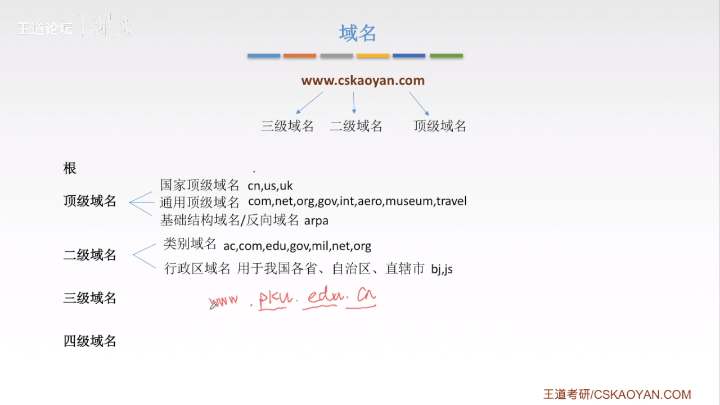 王道论坛
域名
www.cskaoyan.com
三级域名 二级域名 顶级域名
根 .
顶级域名
国家顶级域名 cn,us,uk
通用顶级域名 com,net,org,gov,int,aero,museum,travel
基础结构域名/反向域名 arpa
二级域名
类别域名 ac,com,edu,gov,mil,net,org
行政区域名 用于我国各省、自治区、直辖市 bj,js
三级域名 www.pku.edu.cn
四级域名
王道考研/CSKAOYAN.COM